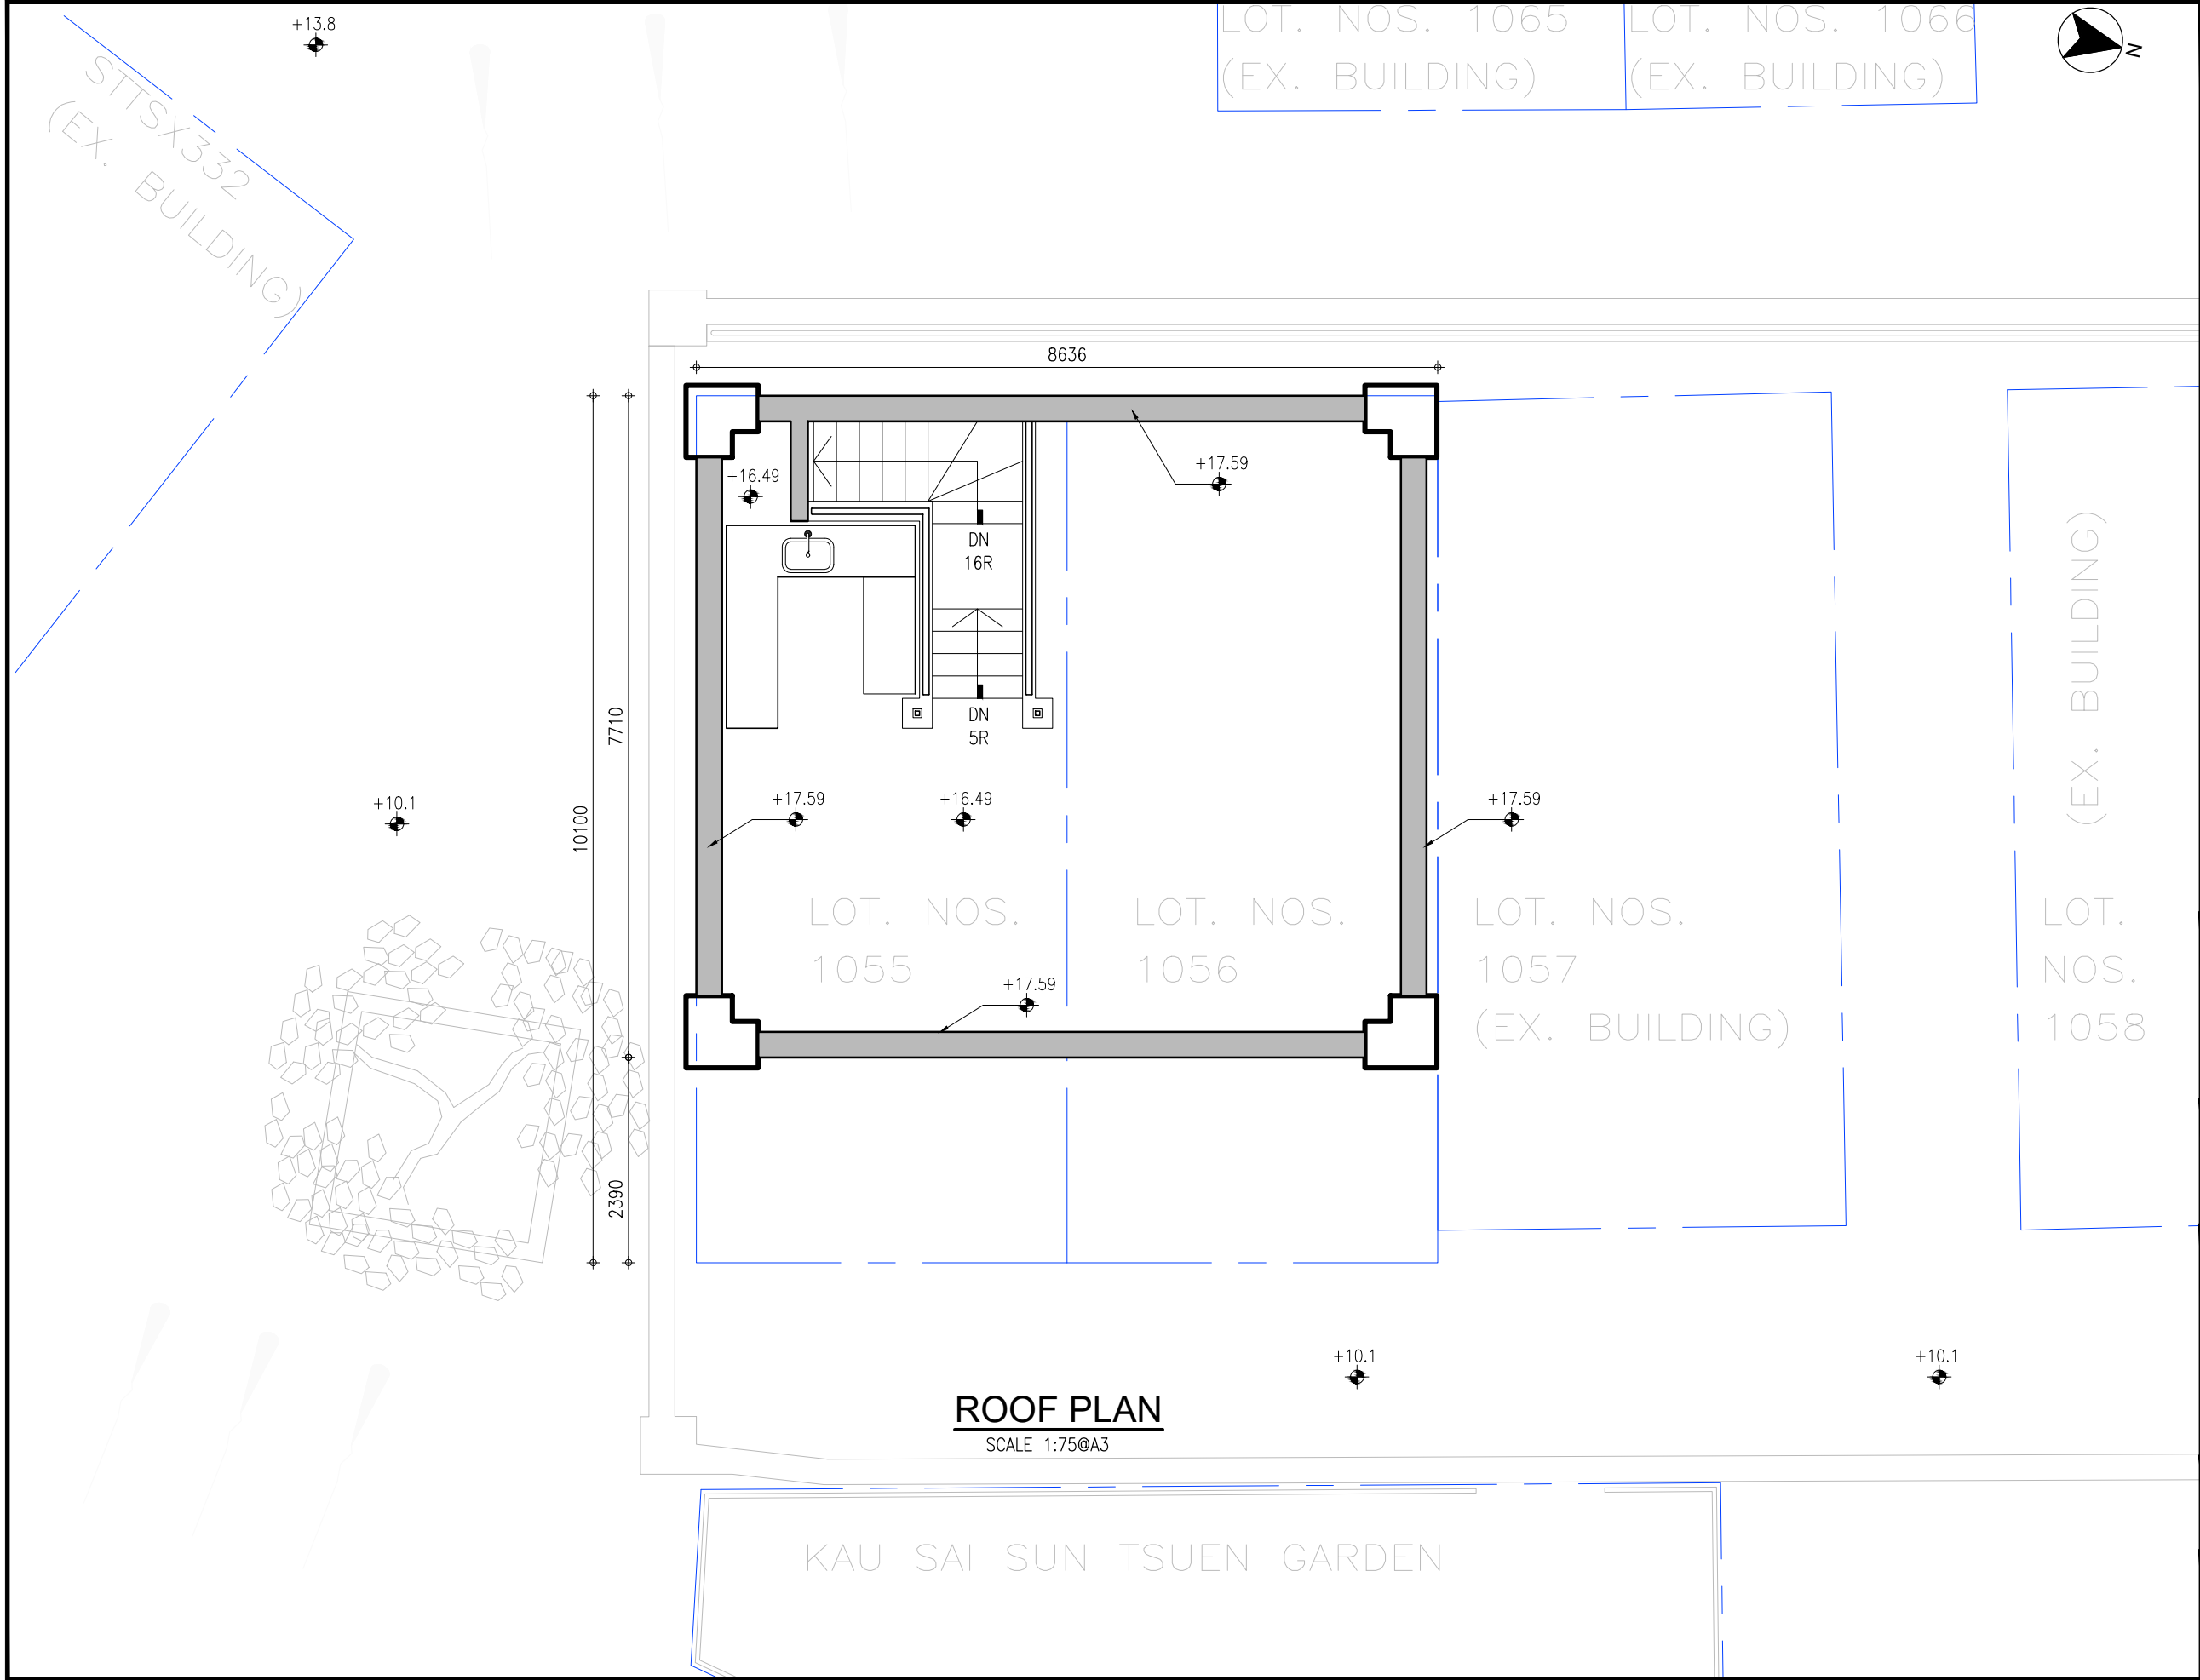 +13.8
LOT. NOS. 1065
(EX. BUILDING)
LOT. NOS. 1066
(EX. BUILDING)
N
STTSX332
(EX. BUILDING)
8636
+17.59
+16.49
DN
16R
DN
5R
7710
10100
2390
+10.1
+17.59
+16.49
+17.59
(EX. BUILDING)
LOT. NOS.
1055
LOT. NOS.
1056
LOT. NOS.
1057
(EX. BUILDING)
LOT.
NOS.
1058
+17.59
+10.1
+10.1
ROOF PLAN
SCALE 1:75@A3
KAU SAI SUN TSUEN GARDEN